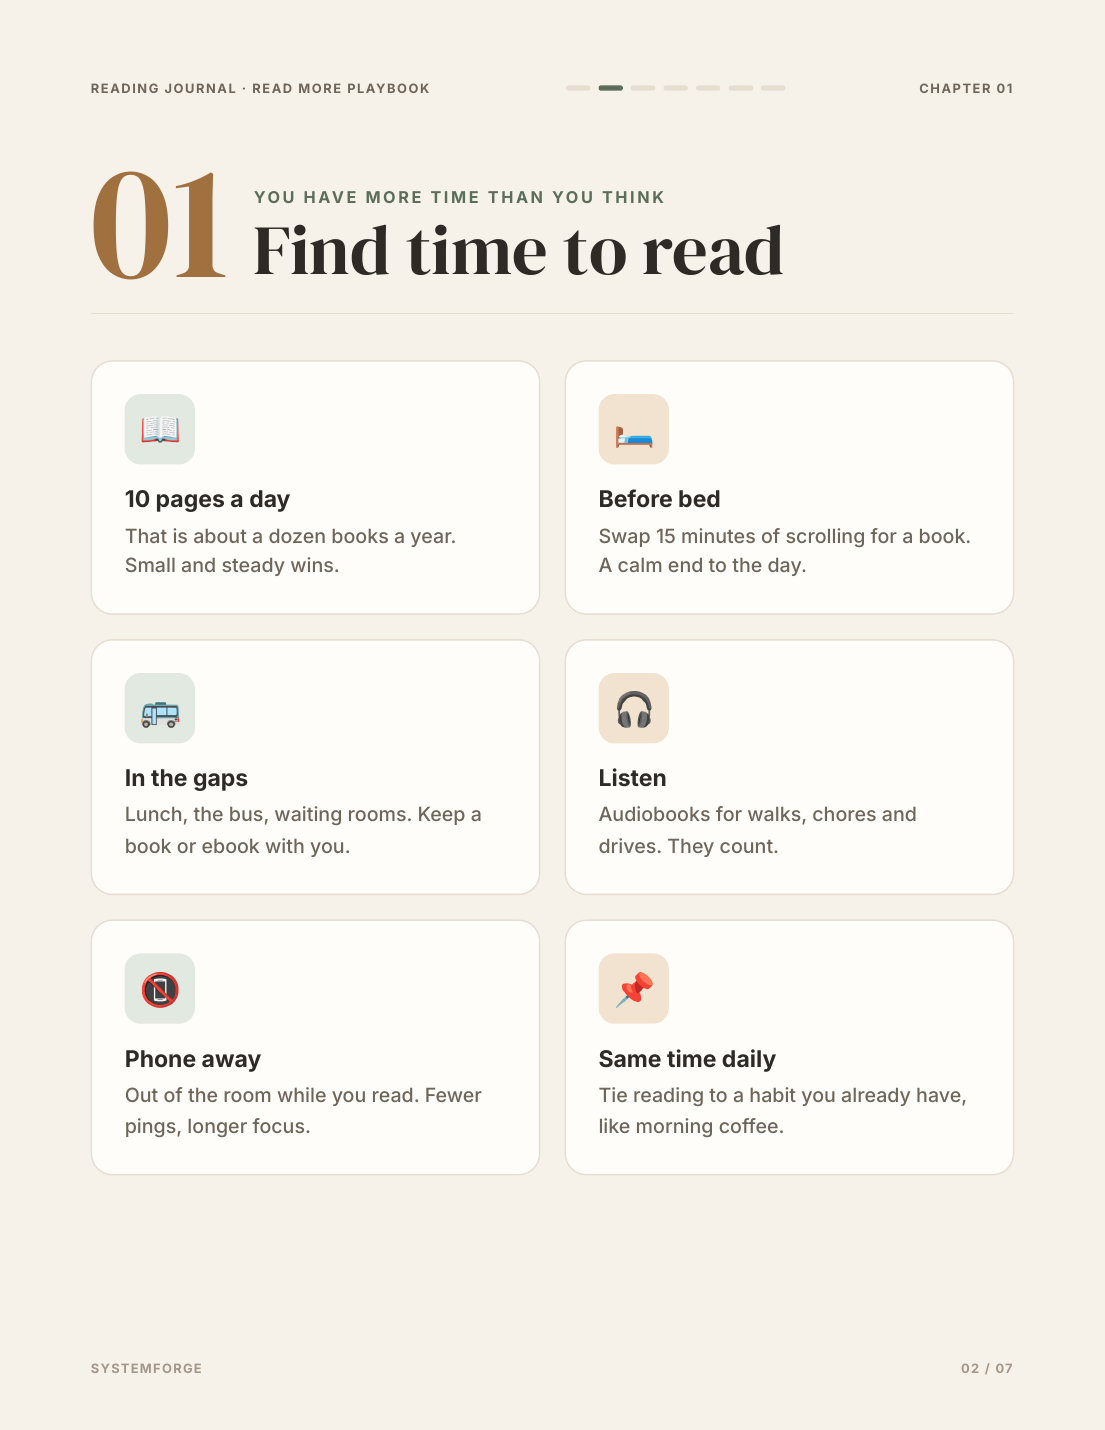 READING JOURNAL · READ MORE PLAYBOOK
CHAPTER 01
01
YOU HAVE MORE TIME THAN YOU THINK
Find time to read
10 pages a day
That is about a dozen books a year.
Small and steady wins.
Before bed
Swap 15 minutes of scrolling for a book.
A calm end to the day.
In the gaps
Lunch, the bus, waiting rooms. Keep a
book or ebook with you.
Listen
Audiobooks for walks, chores and
drives. They count.
Phone away
Out of the room while you read. Fewer
pings, longer focus.
Same time daily
Tie reading to a habit you already have,
like morning coffee.
SYSTEMFORGE
02 / 07